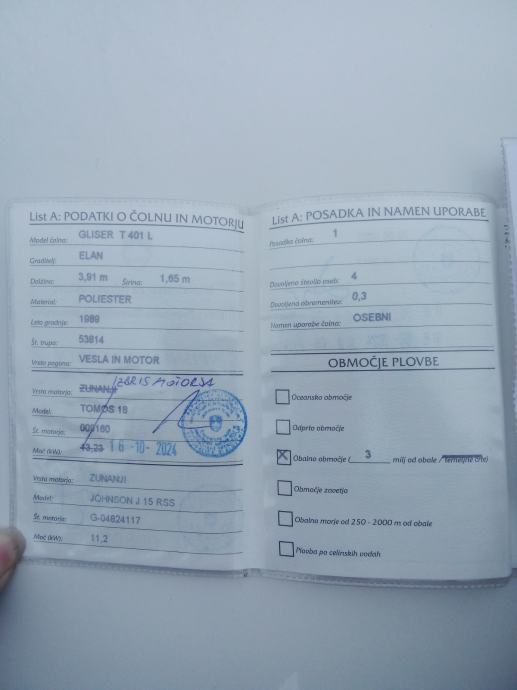 List A: PODATKI O ČOLNU IN MOTORJU
Model čolna: GLISER T 401 L
Graditelj: ELAN
Dolžina: 3,91 m Širina: 1,65 m
Material: POLIESTER
Leto gradnje: 1989
Št. trupa: 53814
Vrsta pogona: VESLA IN MOTOR
IZBRIS MOTORJA
Vrsta motorja: ZUNANJI
Model: TOMOS 18
Št. motorja: 009160
Moč (kW): 13,23 16 -10- 2024
Vrsta motorja: ZUNANJI
Model: JOHNSON J 15 RSS
Št. motorja: G-04824117
Moč (kW): 11,2
List A: POSADKA IN NAMEN UPORABE
Posadka čolna: 1
Dovoljeno število oseb: 4
Dovoljena obremenitev: 0,3
Namen uporabe čolna: OSEBNI
OBMOČJE PLOVBE
Oceansko območje
Odprto območje
Obalno območje ( 3 milj od obale / temeljne črte)
Območje zavetja
Obalno morje od 250 - 2000 m od obale
Plovba po celinskih vodah